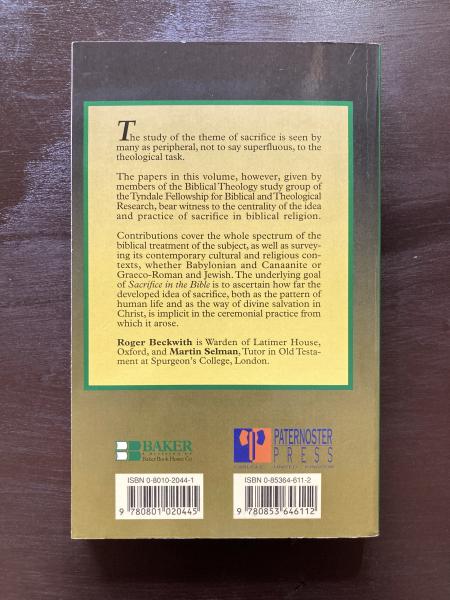 The study of the theme of sacrifice is seen by
many as peripheral, not to say superfluous, to the
theological task.
The papers in this volume, however, given by
members of the Biblical Theology study group of
the Tyndale Fellowship for Biblical and Theological
Research, bear witness to the centrality of the idea
and practice of sacrifice in biblical religion.
Contributions cover the whole spectrum of the
biblical treatment of the subject, as well as survey-
ing its contemporary cultural and religious con-
texts, whether Babylonian and Canaanite or
Graeco-Roman and Jewish. The underlying goal
of Sacrifice in the Bible is to ascertain how far the
developed idea of sacrifice, both as the pattern of
human life and as the way of divine salvation in
Christ, is implicit in the ceremonial practice from
which it arose.
Roger Beckwith is Warden of Latimer House,
Oxford, and Martin Selman, Tutor in Old Testa-
ment at Spurgeon's College, London.
BAKER
A DIVISION OF
Baker Book House Co
PATERNOSTER
PRESS
CARLISLE UNITED KINGDOM
ISBN 0-8010-2044-1
9 780801 020445
ISBN 0-85364-611-2
9 780853 646112